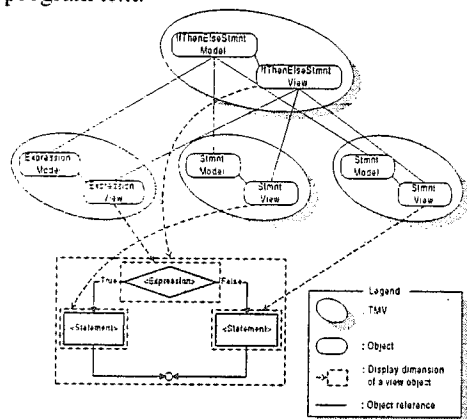 program text.
IfThenElseStmnt
Model
IfThenElseStmnt
View
Expression
Model
Expression
View
Stmnt
Model
Stmnt
View
Stmnt
Model
Stmnt
View
True
<Expression>
False
<Statement>
<Statement>
Legend
: TMV
: Object
: Display dimension
of a view object
: Object reference